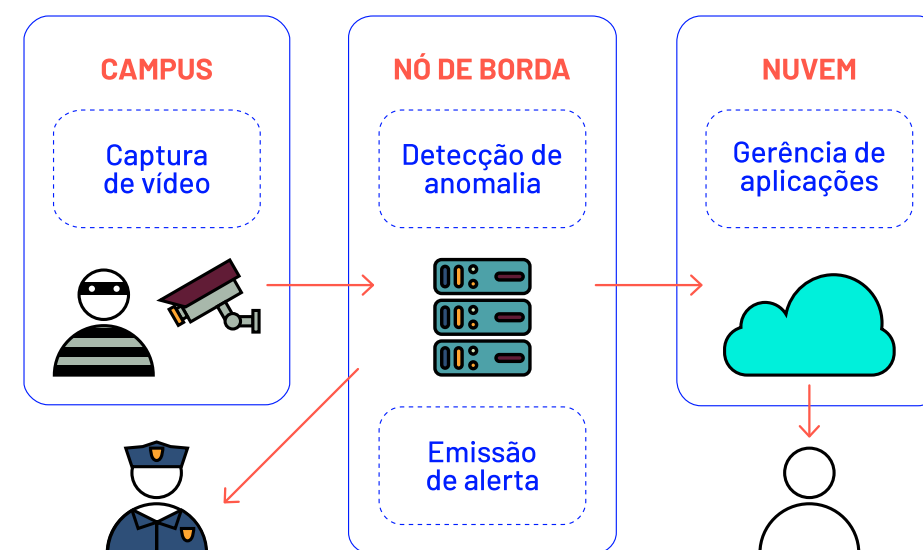 CAMPUS
Captura
de vídeo
NÓ DE BORDA
Detecção de
anomalia
Emissão
de alerta
NUVEM
Gerência de
aplicações